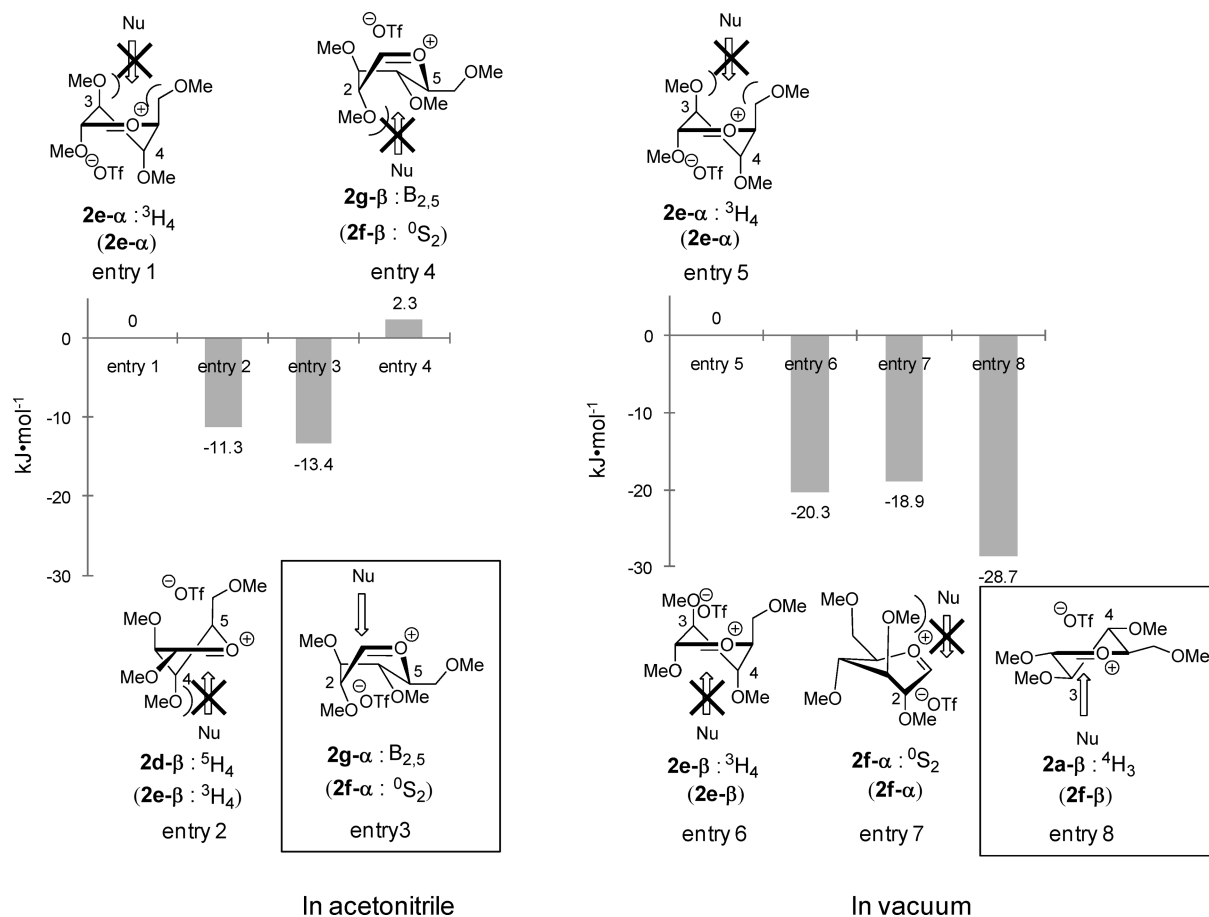 Nu
MeO
OMe
3
⊕
O
4
MeO
⊖OTf
OMe
2e-α : ³H₄
(2e-α)
entry 1
⊖OTf
MeO
O⊕
OMe
2
5
OMe
MeO
Nu
2g-β : B₂,₅
(2f-β : ⁰S₂)
entry 4
Nu
MeO
OMe
3
⊕
O
4
MeO
⊖OTf
OMe
2e-α : ³H₄
(2e-α)
entry 5
kJ•mol⁻¹
0
-10
-20
-30
0
2.3
entry 1
entry 2
entry 3
entry 4
-11.3
-13.4
kJ•mol⁻¹
0
-10
-20
-30
0
entry 5
entry 6
entry 7
entry 8
-20.3
-18.9
-28.7
⊖OTf
OMe
5
MeO
O⊕
MeO
4
MeO
Nu
2d-β : ⁵H₄
(2e-β : ³H₄)
entry 2
Nu
MeO
O⊕
MeO
5
OMe
2
⊖OTf
OMe
MeO
2g-α : B₂,₅
(2f-α : ⁰S₂)
entry3
MeO
⊖OTf
OMe
3
⊕
O
4
MeO
OMe
Nu
2e-β : ³H₄
(2e-β)
entry 6
MeO
OMe
Nu
⊕
O
MeO
2
⊖OTf
OMe
2f-α : ⁰S₂
(2f-α)
entry 7
⊖OTf
4
OMe
MeO
O⊕
OMe
MeO
3
Nu
2a-β : ⁴H₃
(2f-β)
entry 8
In acetonitrile
In vacuum